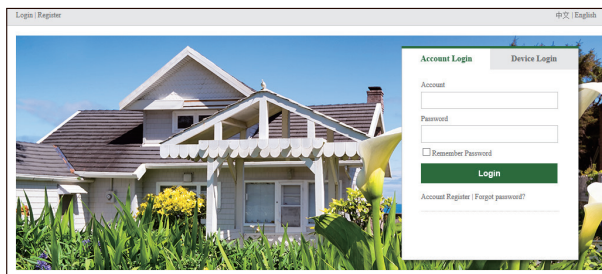 Login | Register
中文 | English
Account Login
Device Login
Account
Password
Remember Password
Login
Account Register | Forgot password?